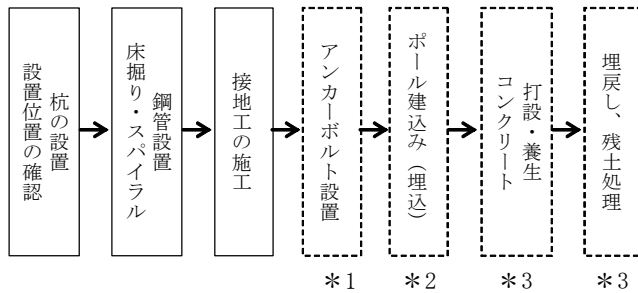 設置位置の確認
杭の設置
床掘り・スパイラル
鋼管設置
接地工の施工
アンカーボルト設置
ポール建込み（埋込）
コンクリート
打設・養生
埋戻し、残土処理
＊1
＊2
＊3
＊3